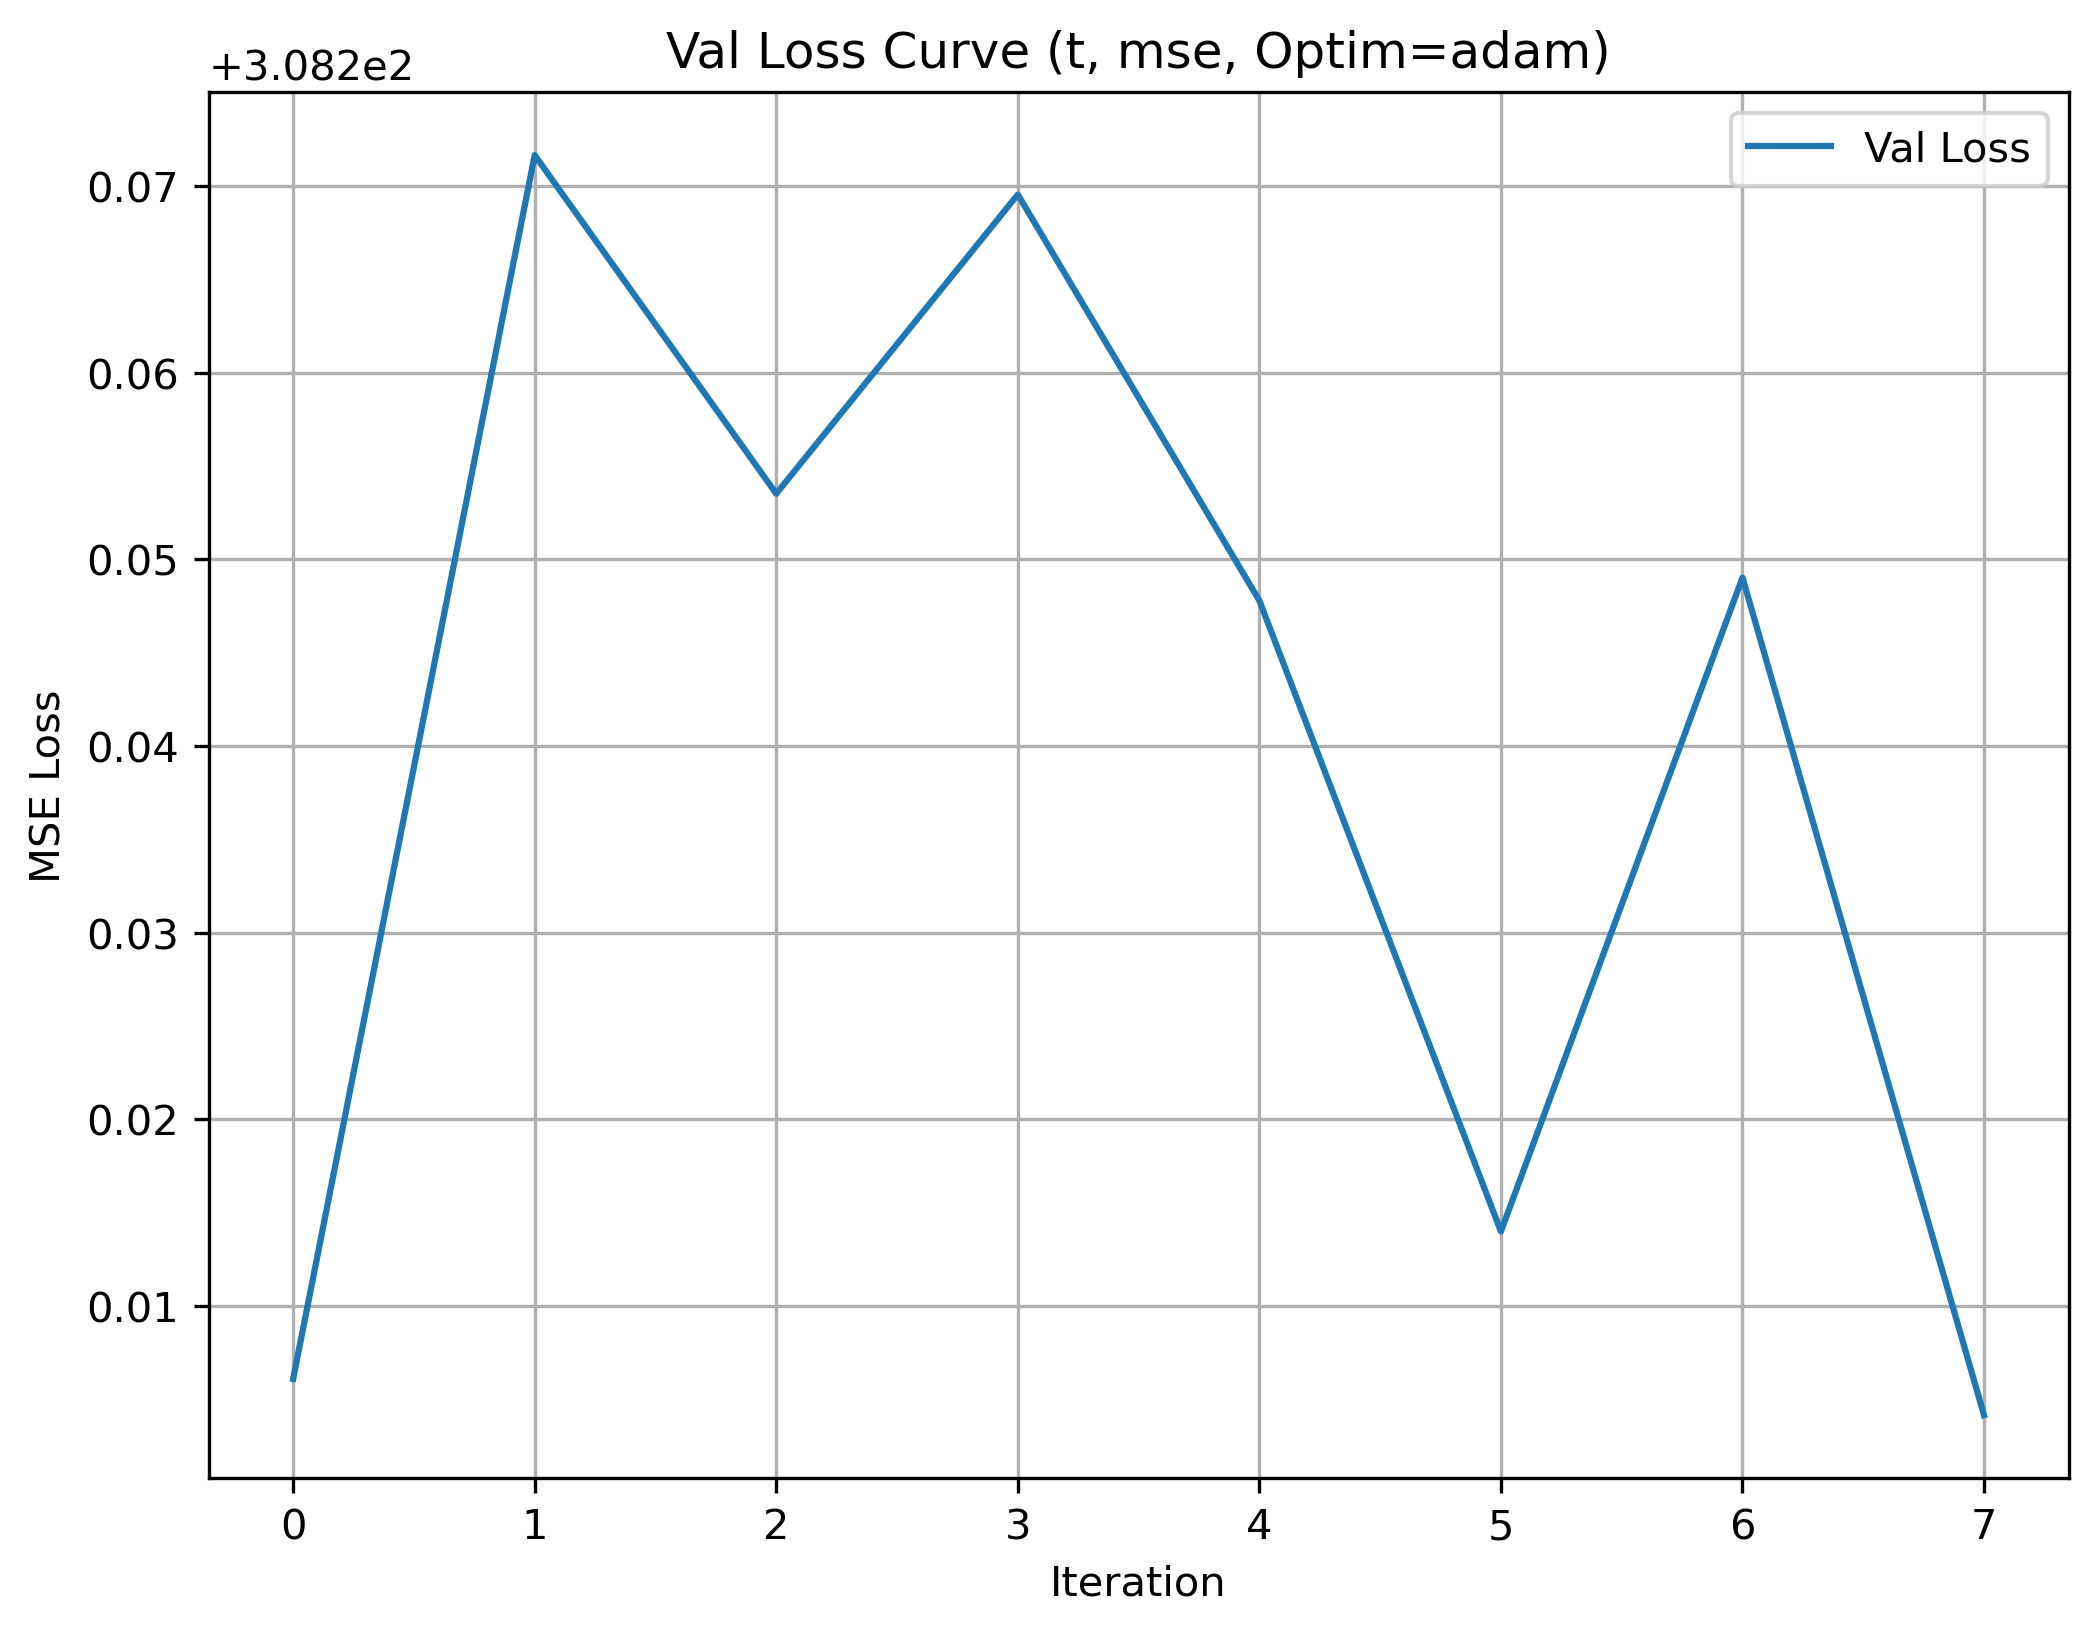 Val Loss Curve (t, mse, Optim=adam)
+3.082e2
Val Loss
0.07
0.06
0.05
0.04
0.03
0.02
0.01
MSE Loss
0 1 2 3 4 5 6 7
Iteration